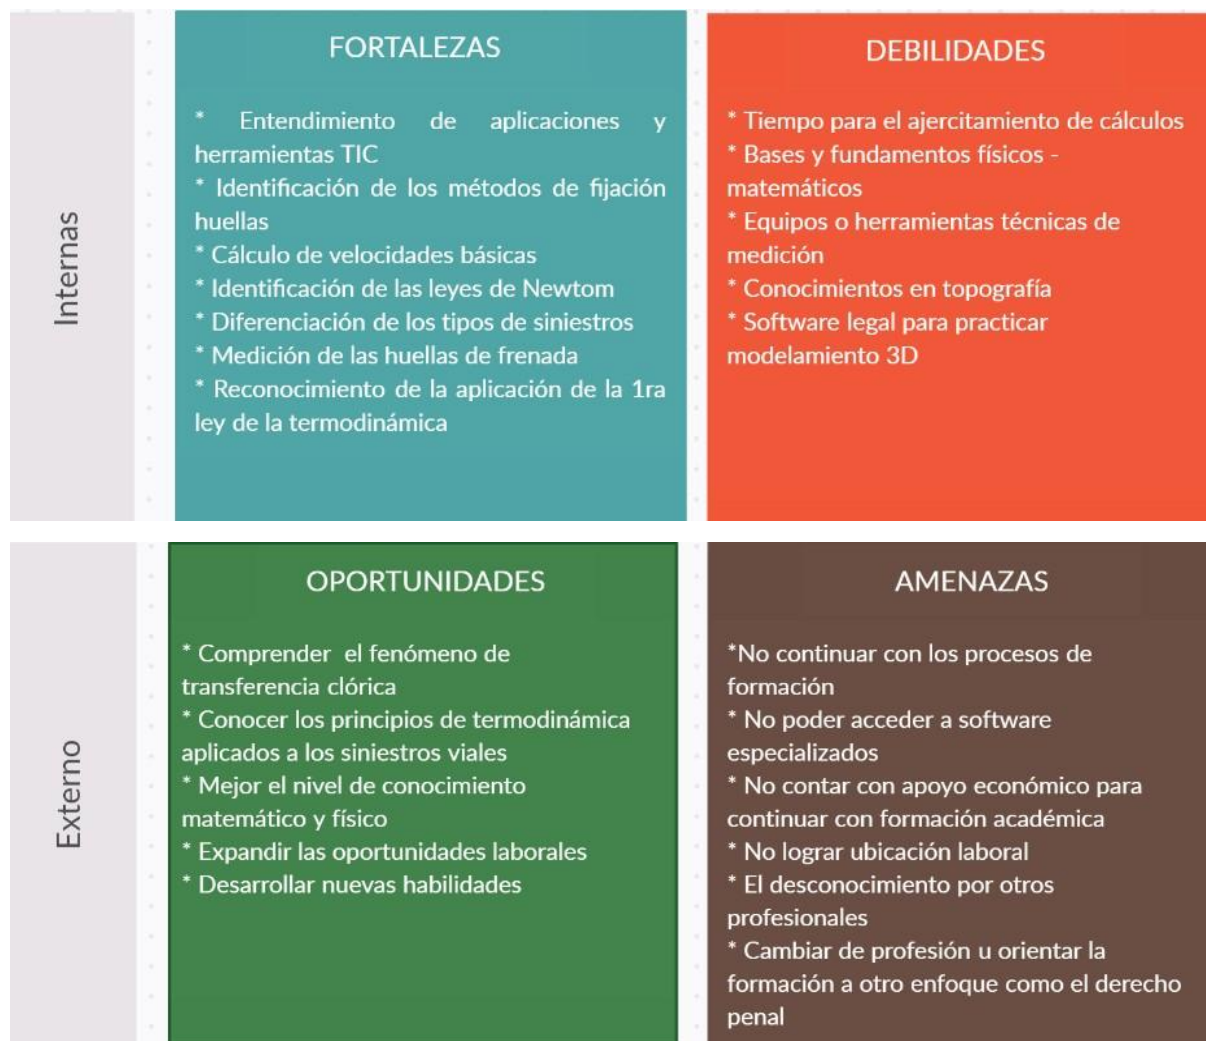 Internas
FORTALEZAS
* Entendimiento de aplicaciones y
herramientas TIC
* Identificación de los métodos de fijación
huellas
* Cálculo de velocidades básicas
* Identificación de las leyes de Newtom
* Diferenciación de los tipos de siniestros
* Medición de las huellas de frenada
* Reconocimiento de la aplicación de la 1ra
ley de la termodinámica
DEBILIDADES
* Tiempo para el ajercitamiento de cálculos
* Bases y fundamentos físicos -
matemáticos
* Equipos o herramientas técnicas de
medición
* Conocimientos en topografía
* Software legal para practicar
modelamiento 3D
Externo
OPORTUNIDADES
* Comprender el fenómeno de
transferencia clórica
* Conocer los principios de termodinámica
aplicados a los siniestros viales
* Mejor el nivel de conocimiento
matemático y físico
* Expandir las oportunidades laborales
* Desarrollar nuevas habilidades
AMENAZAS
*No continuar con los procesos de
formación
* No poder acceder a software
especializados
* No contar con apoyo económico para
continuar con formación académica
* No lograr ubicación laboral
* El desconocimiento por otros
profesionales
* Cambiar de profesión u orientar la
formación a otro enfoque como el derecho
penal